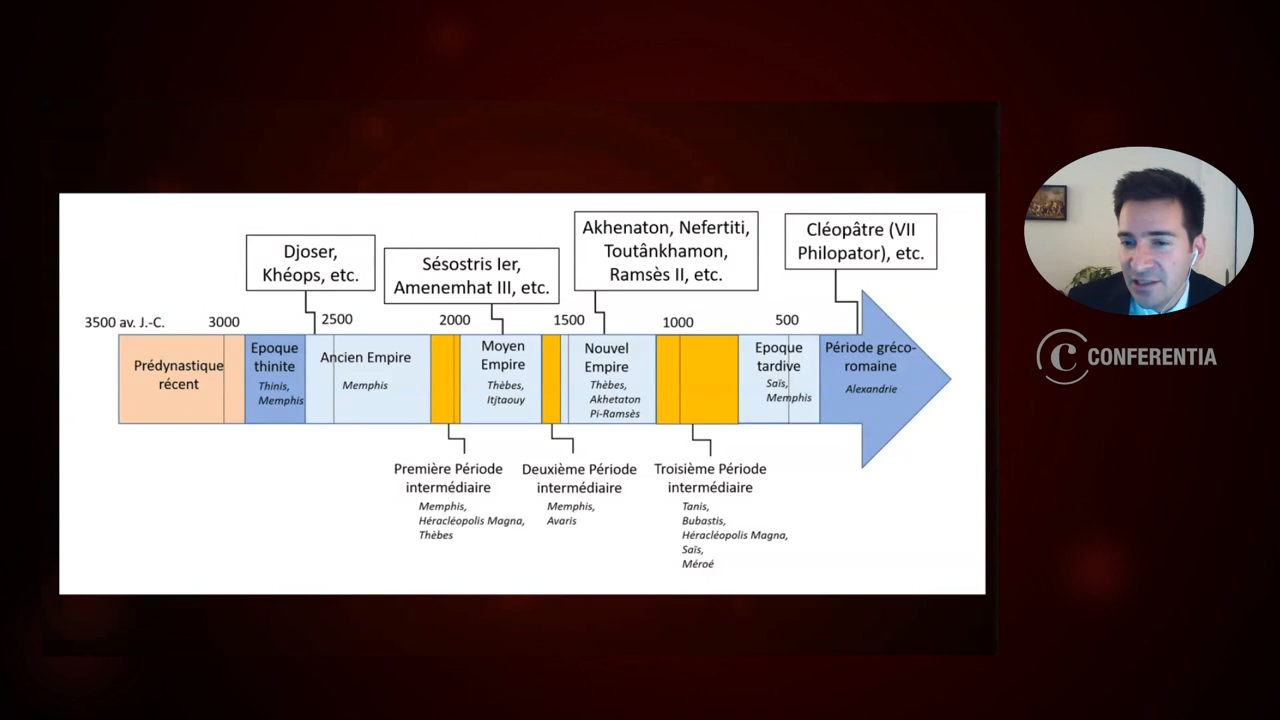 Djoser,
Khéops, etc.
Sésostris Ier,
Amenemhat III, etc.
Akhenaton, Nefertiti,
Toutânkhamon,
Ramsès II, etc.
Cléopâtre (VII
Philopator), etc.
3500 av. J.-C.
3000
2500
2000
1500
1000
500
Prédynastique
récent
Epoque
thinite
Thinis,
Memphis
Ancien Empire
Memphis
Moyen
Empire
Thèbes,
Itjtaouy
Nouvel
Empire
Thèbes,
Akhetaton
Pi-Ramsès
Epoque
tardive
Saïs,
Memphis
Période gréco-
romaine
Alexandrie
Première Période
intermédiaire
Memphis,
Héracléopolis Magna,
Thèbes
Deuxième Période
intermédiaire
Memphis,
Avaris
Troisième Période
intermédiaire
Tanis,
Bubastis,
Héracléopolis Magna,
Saïs,
Méroé
C CONFERENTIA